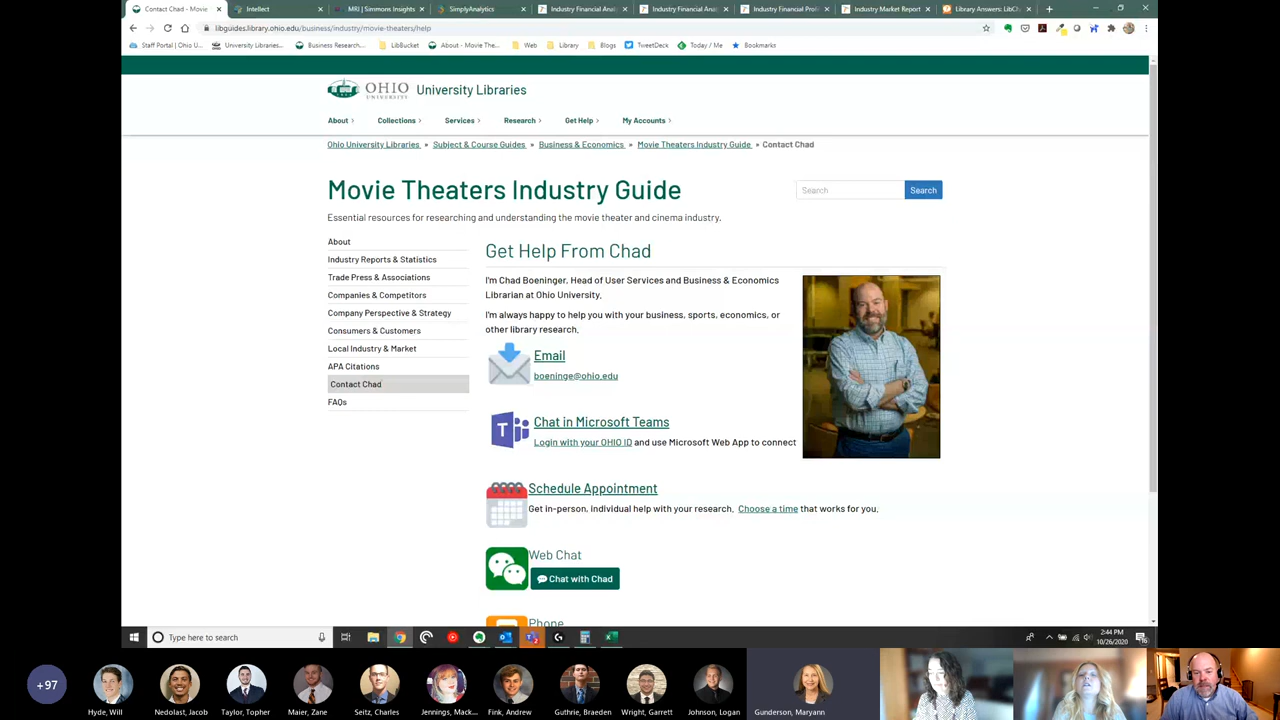 Contact Chad - Movie
Intellect
MRI | Simmons Insights
SimplyAnalytics
Industry Financial Anal
Industry Financial Anal
Industry Financial Profi
Industry Market Report
Library Answers: LibCh
libguides.library.ohio.edu/business/industry/movie-theaters/help
Staff Portal | Ohio U...
University Libraries...
Business Research...
LibBucket
About - Movie The...
Web
Library
Blogs
TweetDeck
Today / Me
Bookmarks
OHIO UNIVERSITY University Libraries
About
Collections
Services
Research
Get Help
My Accounts
Ohio University Libraries » Subject & Course Guides » Business & Economics » Movie Theaters Industry Guide » Contact Chad
Movie Theaters Industry Guide
Search
Search
Essential resources for researching and understanding the movie theater and cinema industry.
About
Industry Reports & Statistics
Trade Press & Associations
Companies & Competitors
Company Perspective & Strategy
Consumers & Customers
Local Industry & Market
APA Citations
Contact Chad
FAQs
Get Help From Chad
I'm Chad Boeninger, Head of User Services and Business & Economics
Librarian at Ohio University.
I'm always happy to help you with your business, sports, economics, or
other library research.
Email
boeninge@ohio.edu
Chat in Microsoft Teams
Login with your OHIO ID and use Microsoft Web App to connect
Schedule Appointment
Get in-person, individual help with your research. Choose a time that works for you.
Web Chat
Chat with Chad
Phone
Type here to search
2:44 PM
10/26/2020
+97
Hyde, Will
Nedolast, Jacob
Taylor, Topher
Maier, Zane
Seitz, Charles
Jennings, Mack...
Fink, Andrew
Guthrie, Braeden
Wright, Garrett
Johnson, Logan
Gunderson, Maryann